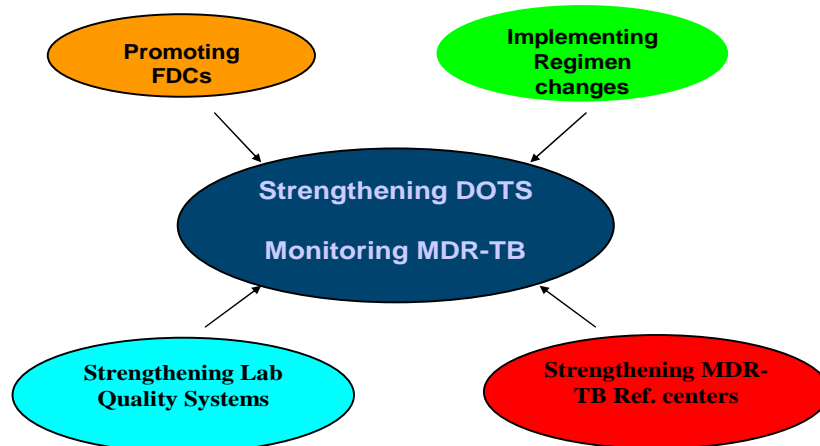 Promoting
FDCs
Implementing
Regimen
changes
Strengthening DOTS
Monitoring MDR-TB
Strengthening Lab
Quality Systems
Strengthening MDR-
TB Ref. centers